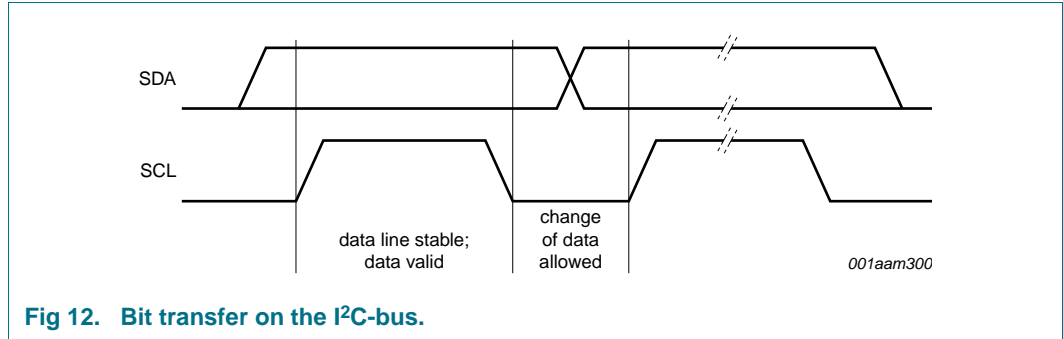 SDA
SCL
data line stable;
data valid
change
of data
allowed
001aam300
Fig 12. Bit transfer on the I²C-bus.